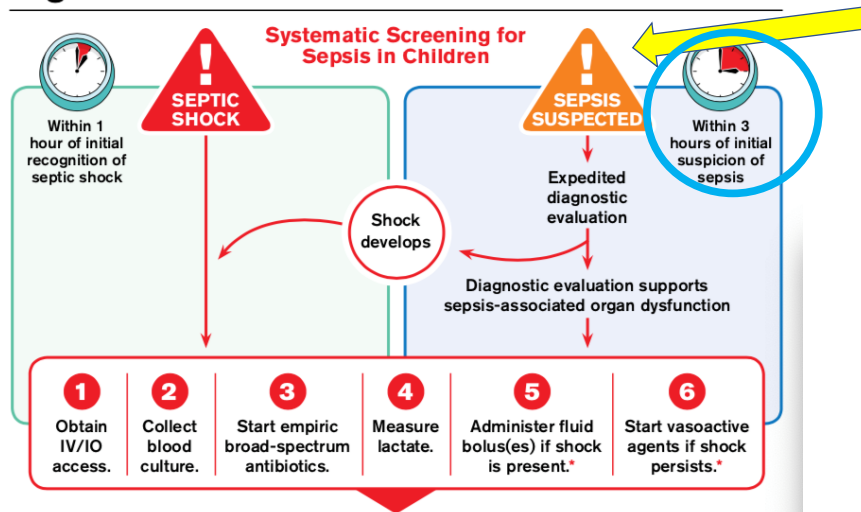 Systematic Screening for
Sepsis in Children
!
SEPTIC
SHOCK
!
SEPSIS
SUSPECTED
Within 1
hour of initial
recognition of
septic shock
Within 3
hours of initial
suspicion of
sepsis
Expedited
diagnostic
evaluation
Shock
develops
Diagnostic evaluation supports
sepsis-associated organ dysfunction
1
Obtain
IV/IO
access.
2
Collect
blood
culture.
3
Start empiric
broad-spectrum
antibiotics.
4
Measure
lactate.
5
Administer fluid
bolus(es) if shock
is present.*
6
Start vasoactive
agents if shock
persists.*